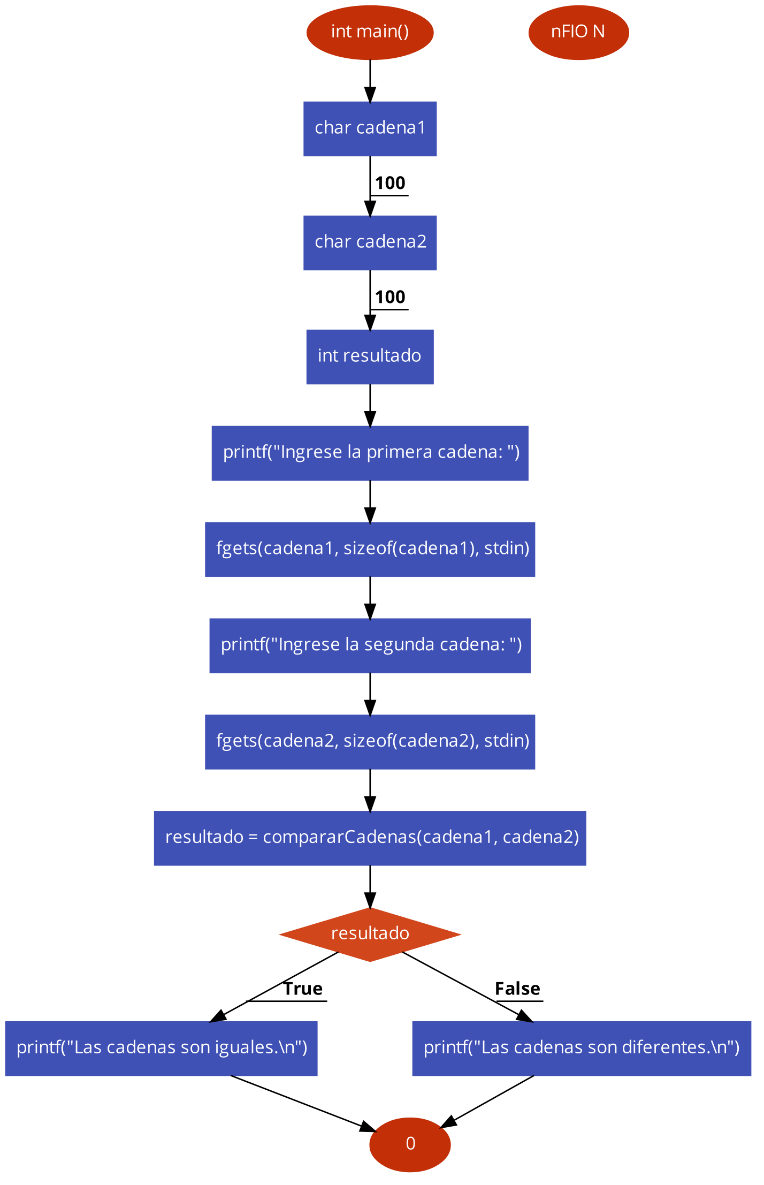 int main()
nFIO N
char cadena1
100
char cadena2
100
int resultado
printf("Ingrese la primera cadena: ")
fgets(cadena1, sizeof(cadena1), stdin)
printf("Ingrese la segunda cadena: ")
fgets(cadena2, sizeof(cadena2), stdin)
resultado = compararCadenas(cadena1, cadena2)
resultado
True
False
printf("Las cadenas son iguales.\n")
printf("Las cadenas son diferentes.\n")
0